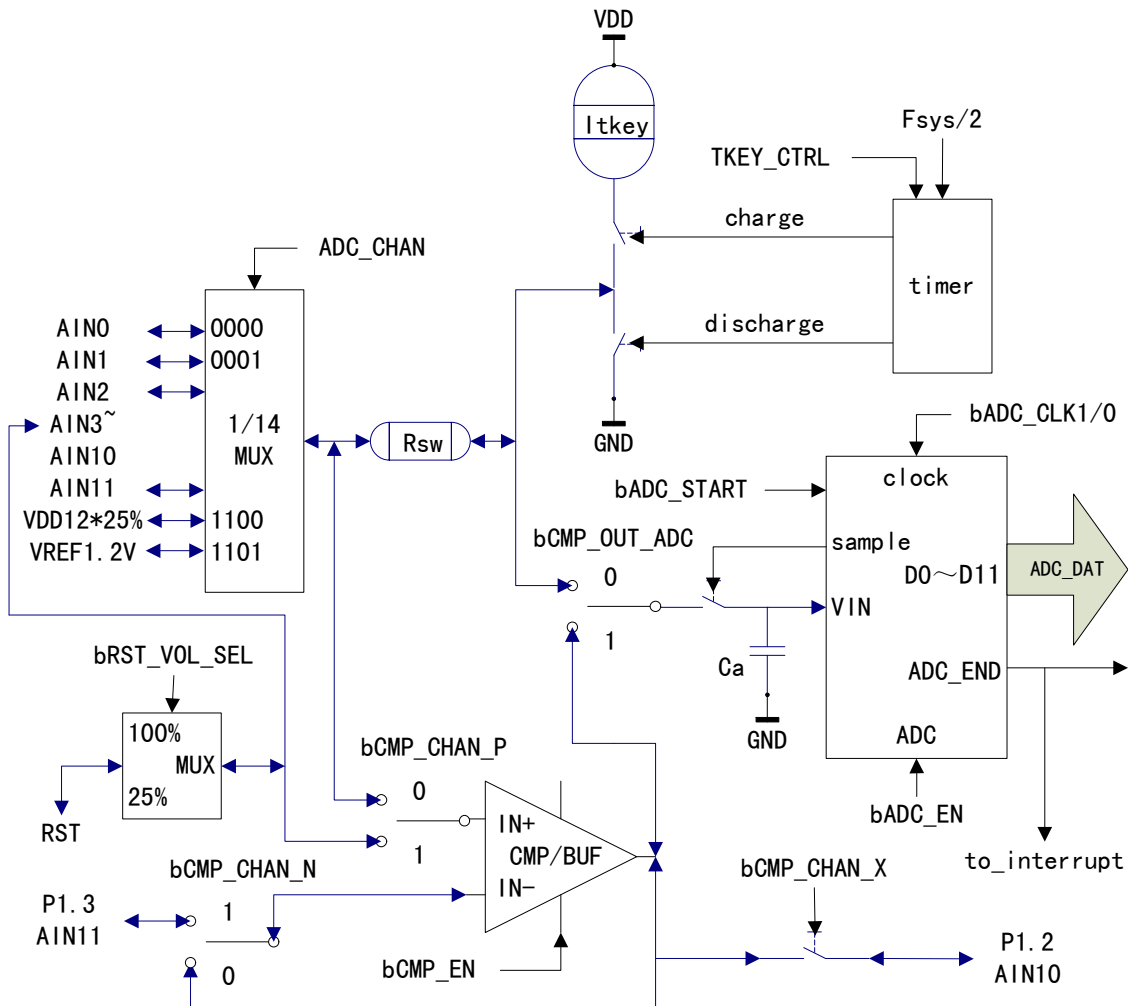 VDD
Itkey
Fsys/2
TKEY_CTRL
charge
timer
discharge
GND
ADC_CHAN
AIN0
0000
AIN1
0001
AIN2
AIN3~
1/14
AIN10
MUX
AIN11
VDD12*25%
1100
VREF1.2V
1101
Rsw
bADC_CLK1/0
clock
bADC_START
bCMP_OUT_ADC
sample
0
D0～D11
ADC_DAT
VIN
1
Ca
ADC_END
GND
ADC
bADC_EN
to_interrupt
bRST_VOL_SEL
100%
MUX
25%
RST
bCMP_CHAN_P
0
IN+
1
CMP/BUF
IN-
bCMP_CHAN_N
P1.3
1
AIN11
0
bCMP_EN
bCMP_CHAN_X
P1.2
AIN10